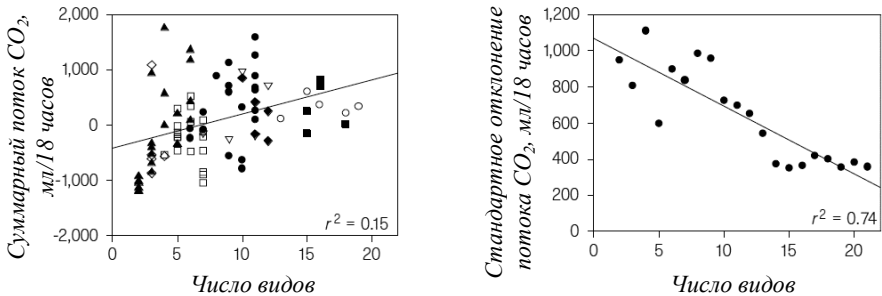 Суммарный поток CO2,
мл/18 часов
2,000
1,000
0
-1,000
-2,000
r² = 0.15
0 5 10 15 20
Число видов
Стандартное отклонение
потока CO2, мл/18 часов
1,200
1,000
800
600
400
200
0
r² = 0.74
0 5 10 15 20
Число видов